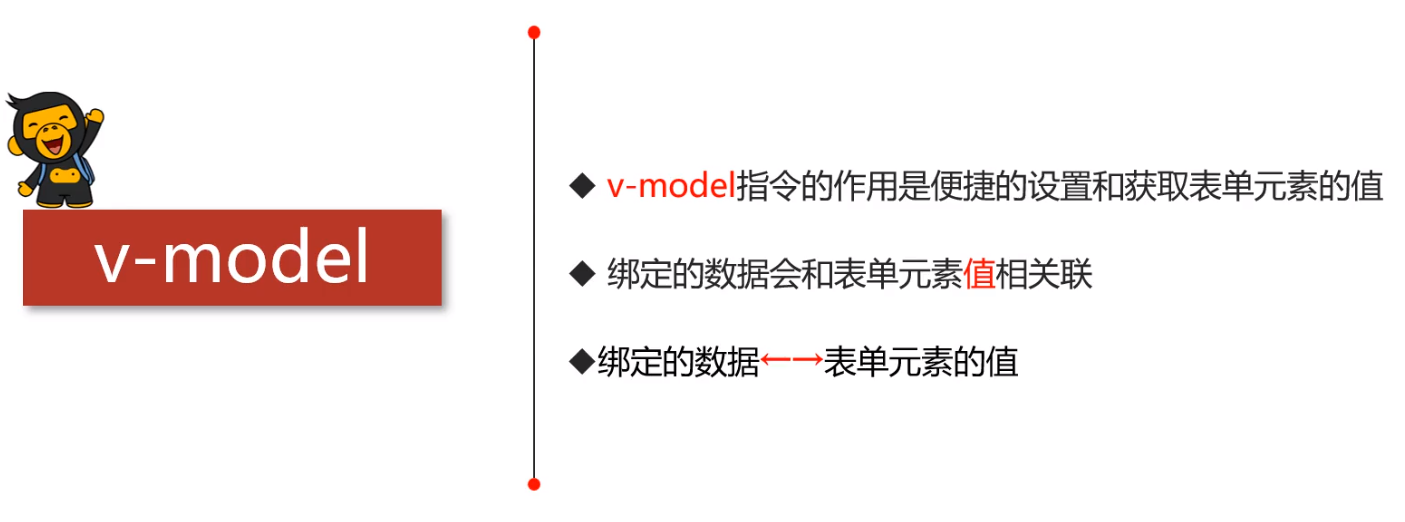 v-model
◆ v-model指令的作用是便捷的设置和获取表单元素的值
◆ 绑定的数据会和表单元素值相关联
◆绑定的数据←→表单元素的值